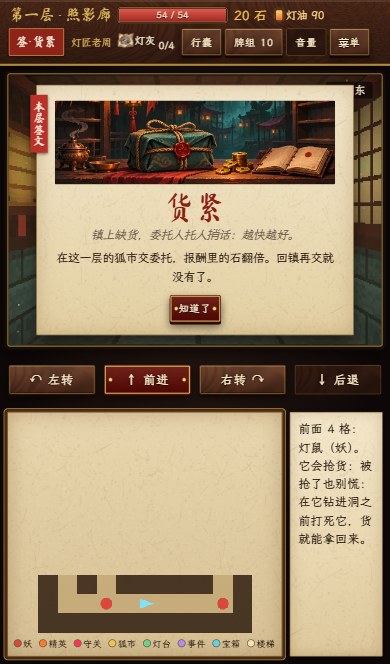 第一层·照影廊
54 / 54
20 石
灯油 90
签·货紧
灯匠老周
灯灰 0/4
行囊
牌组 10
音量
菜单
东
本层签文
货紧
镇上缺货，委托人托人捎话：越快越好。
在这一层的狐市交委托，报酬里的石翻倍。回镇再交就
没有了。
知道了
↶ 左转
↑ 前进
右转 ↷
↓ 后退
前面 4 格：
灯鼠（妖）。
它会抢货：被
抢了也别慌：
在它钻进洞之
前打死它，货
就能拿回来。
妖
精英
守关
狐市
灯台
事件
宝箱
楼梯